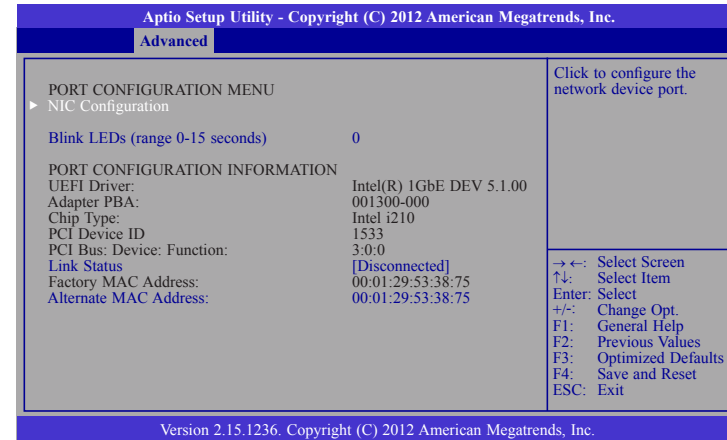 Aptio Setup Utility - Copyright (C) 2012 American Megatrends, Inc.
Advanced
PORT CONFIGURATION MENU
► NIC Configuration
Blink LEDs (range 0-15 seconds) 0
PORT CONFIGURATION INFORMATION
UEFI Driver: Intel(R) 1GbE DEV 5.1.00
Adapter PBA: 001300-000
Chip Type: Intel i210
PCI Device ID 1533
PCI Bus: Device: Function: 3:0:0
Link Status [Disconnected]
Factory MAC Address: 00:01:29:53:38:75
Alternate MAC Address: 00:01:29:53:38:75
Click to configure the
network device port.
→←: Select Screen
↑↓: Select Item
Enter: Select
+/-: Change Opt.
F1: General Help
F2: Previous Values
F3: Optimized Defaults
F4: Save and Reset
ESC: Exit
Version 2.15.1236. Copyright (C) 2012 American Megatrends, Inc.